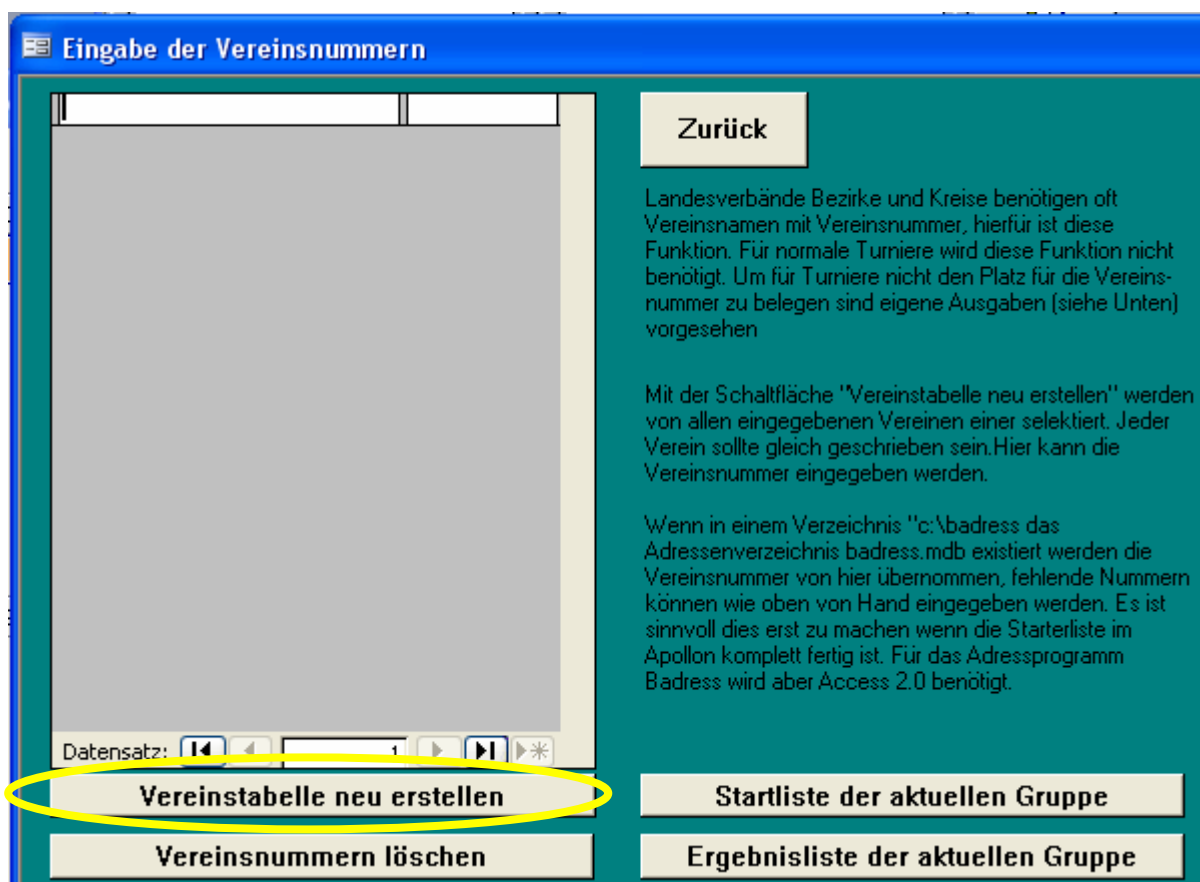 Eingabe der Vereinsnummern
Zurück
Landesverbände Bezirke und Kreise benötigen oft
Vereinsnamen mit Vereinsnummer, hierfür ist diese
Funktion. Für normale Turniere wird diese Funktion nicht
benötigt. Um für Turniere nicht den Platz für die Vereins-
nummer zu belegen sind eigene Ausgaben (siehe Unten)
vorgesehen
Mit der Schaltfläche "Vereinstabelle neu erstellen" werden
von allen eingegebenen Vereinen einer selektiert. Jeder
Verein sollte gleich geschrieben sein.Hier kann die
Vereinsnummer eingegeben werden.
Wenn in einem Verzeichnis "c:\badress das
Adressenverzeichnis badress.mdb existiert werden die
Vereinsnummer von hier übernommen, fehlende Nummern
können wie oben von Hand eingegeben werden. Es ist
sinnvoll dies erst zu machen wenn die Starterliste im
Apollon komplett fertig ist. Für das Adressprogramm
Badress wird aber Access 2.0 benötigt.
Datensatz: 1
Vereinstabelle neu erstellen
Startliste der aktuellen Gruppe
Vereinsnummern löschen
Ergebnisliste der aktuellen Gruppe